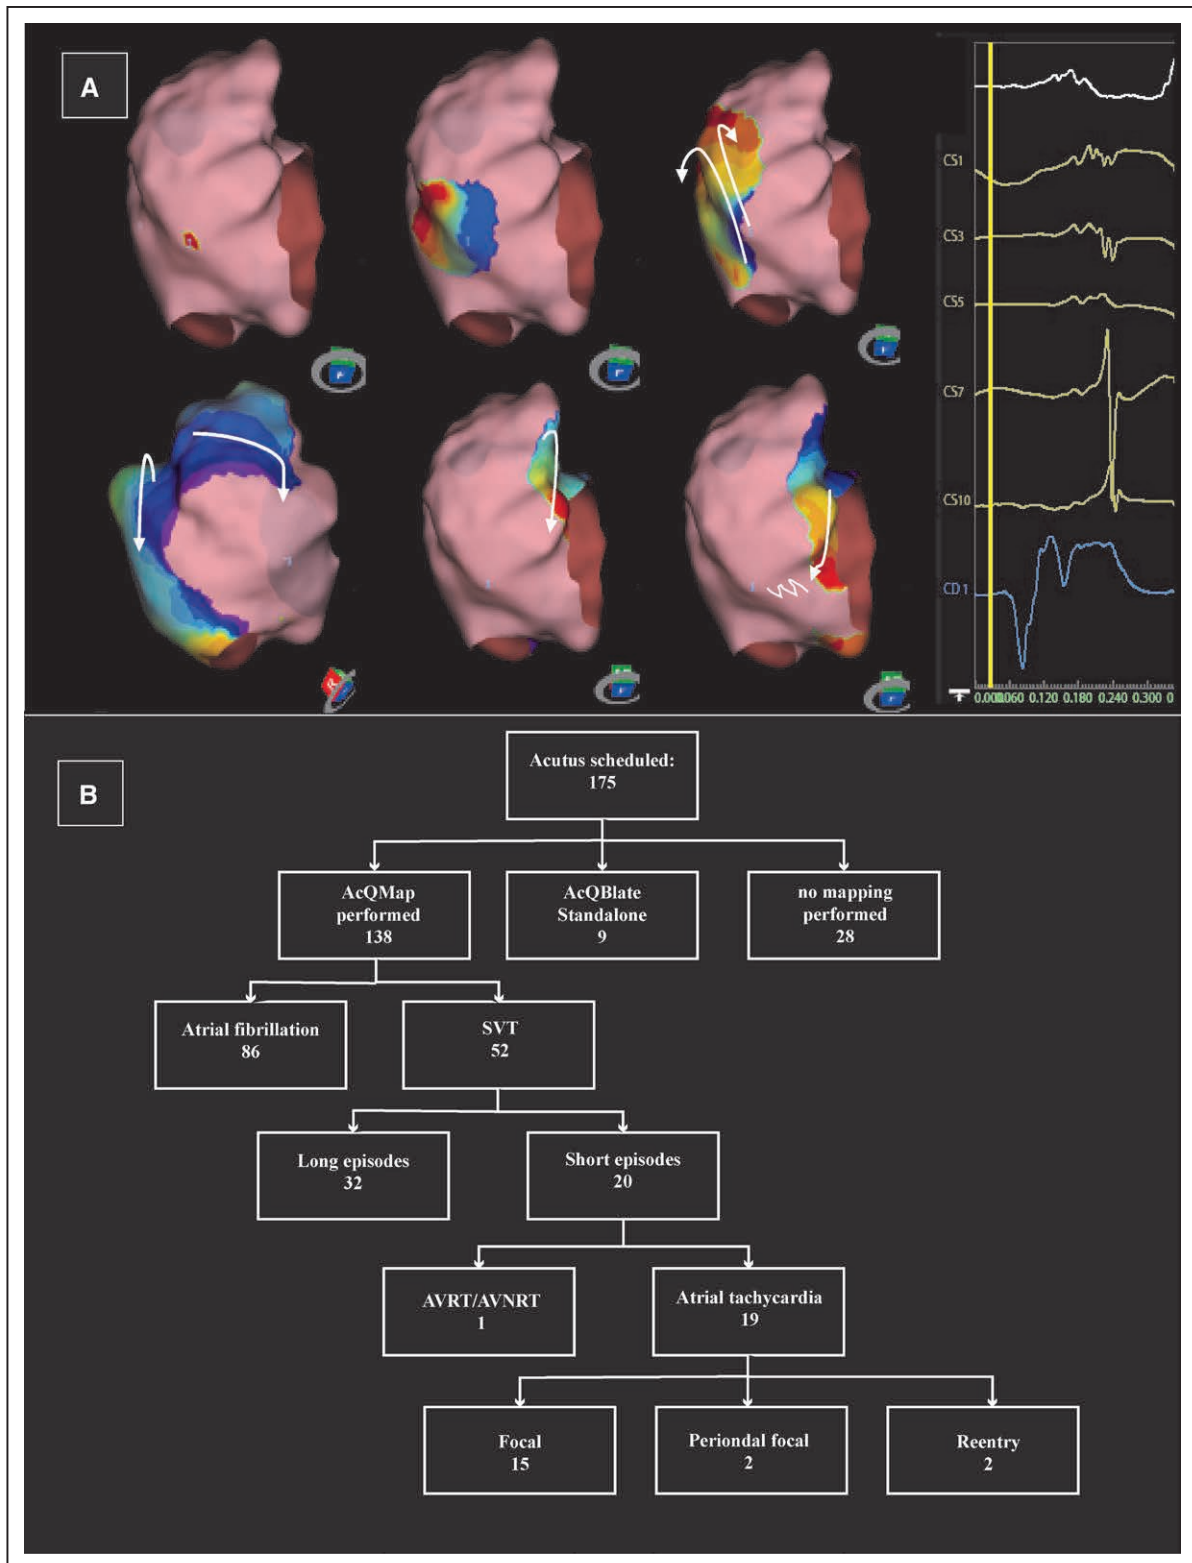 A
CS1
CS3
CS5
CS7
CS10
CD 1
0.060 0.120 0.180 0.240 0.300 0
B
Acutus scheduled:
175
AcQMap
performed
138
AcQBlate
Standalone
9
no mapping
performed
28
Atrial fibrillation
86
SVT
52
Long episodes
32
Short episodes
20
AVRT/AVNRT
1
Atrial tachycardia
19
Focal
15
Periondal focal
2
Reentry
2